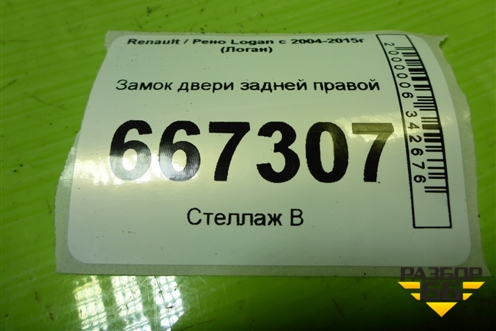 Renault / Рено Logan с 2004-2015г
(Логан)
Замок двери задней правой
667307
Стеллаж В
2000006342676
РАЗБОР